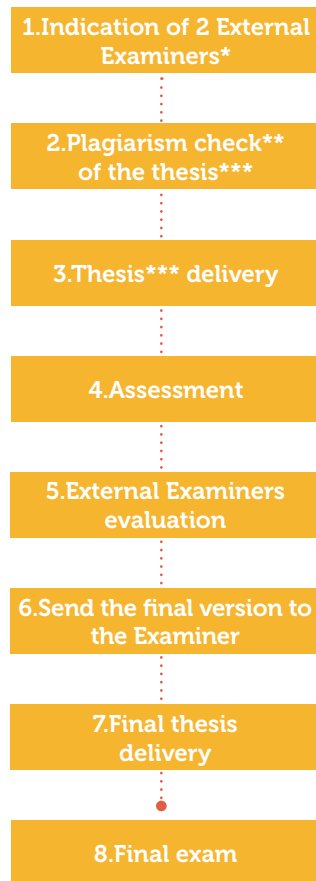 1.Indication of 2 External
Examiners*
2.Plagiarism check**
of the thesis***
3.Thesis*** delivery
4.Assessment
5.External Examiners
evaluation
6.Send the final version to
the Examiner
7.Final thesis
delivery
8.Final exam